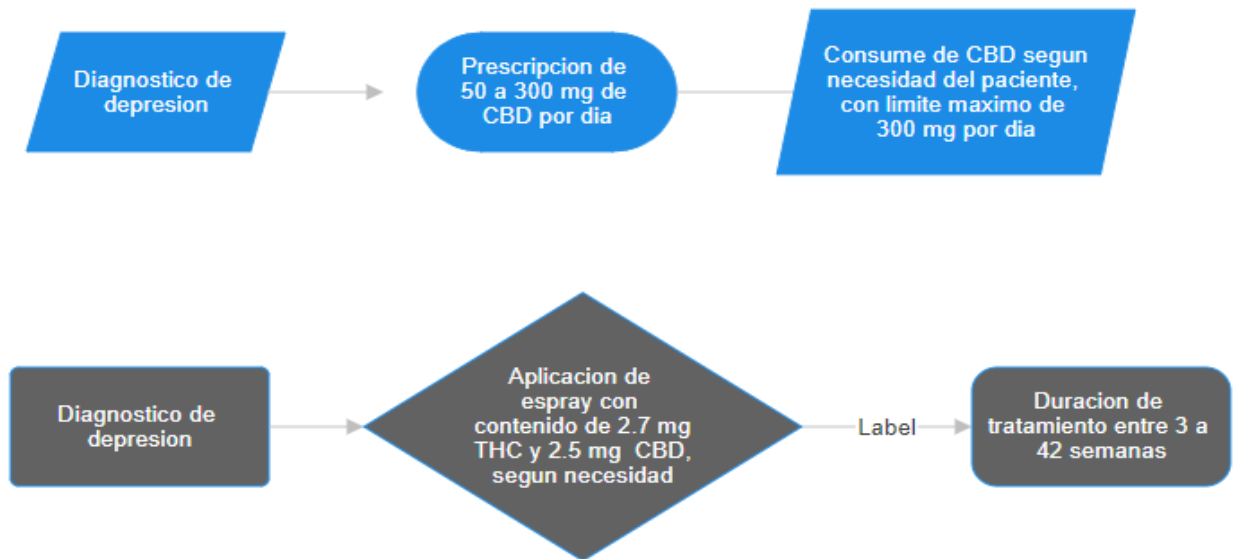 Diagnostico de
depresion
Prescripcion de
50 a 300 mg de
CBD por dia
Consume de CBD segun
necesidad del paciente,
con limite maximo de
300 mg por dia
Diagnostico de
depresion
Aplicacion de
espray con
contenido de 2.7 mg
THC y 2.5 mg CBD,
segun necesidad
Label
Duracion de
tratamiento entre 3 a
42 semanas